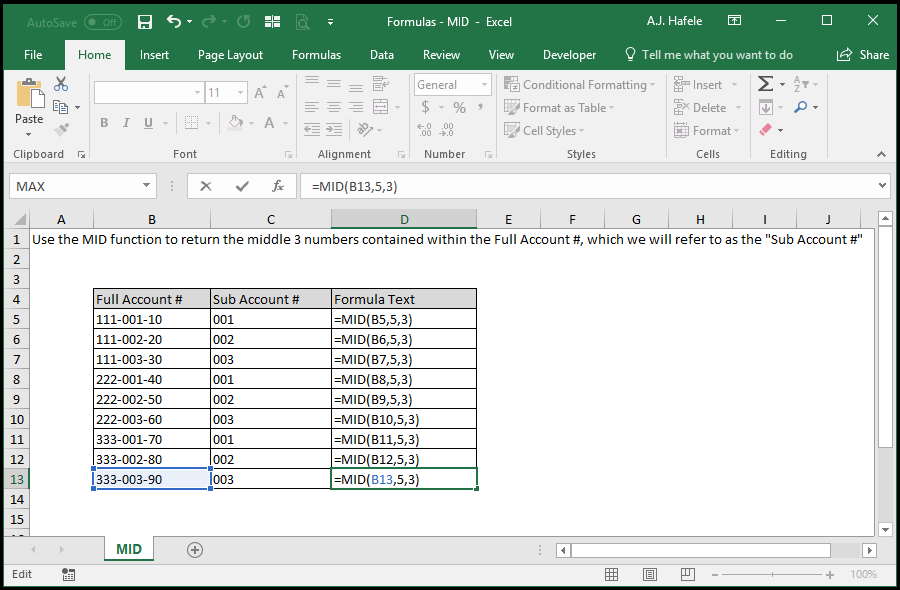 AutoSave Off Formulas - MID - Excel A.J. Hafele
File Home Insert Page Layout Formulas Data Review View Developer Tell me what you want to do Share
Paste
11 A A
B I U A
General
$ % ,
Conditional Formatting
Format as Table
Cell Styles
Insert
Delete
Format
Clipboard Font Alignment Number Styles Cells Editing
MAX fx =MID(B13,5,3)
A B C D E F G H I J
1 Use the MID function to return the middle 3 numbers contained within the Full Account #, which we will refer to as the "Sub Account #"
2
3
4 Full Account # Sub Account # Formula Text
5 111-001-10 001 =MID(B5,5,3)
6 111-002-20 002 =MID(B6,5,3)
7 111-003-30 003 =MID(B7,5,3)
8 222-001-40 001 =MID(B8,5,3)
9 222-002-50 002 =MID(B9,5,3)
10 222-003-60 003 =MID(B10,5,3)
11 333-001-70 001 =MID(B11,5,3)
12 333-002-80 002 =MID(B12,5,3)
13 333-003-90 003 =MID(B13,5,3)
14
15
MID
Edit 100%